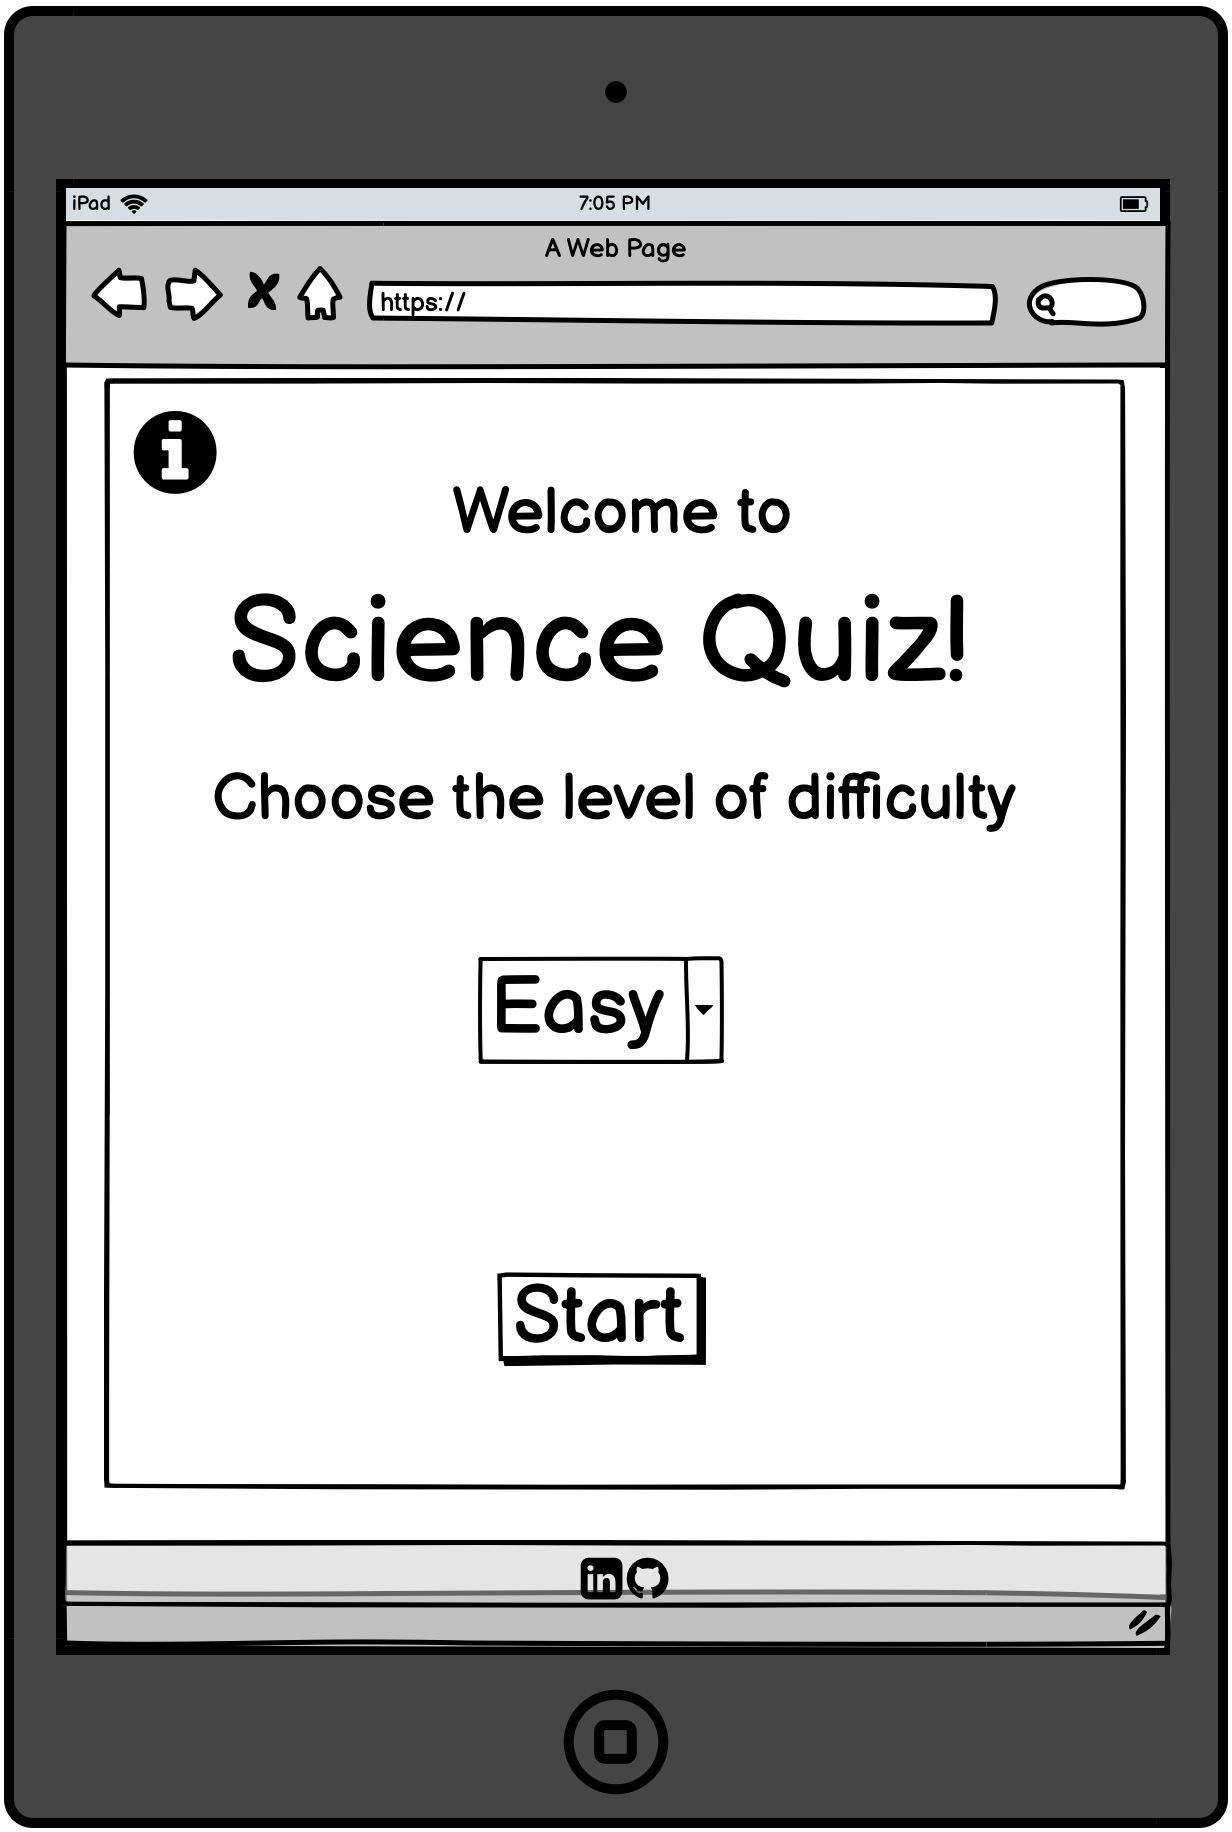 iPad
7:05 PM
A Web Page
https://
i
Welcome to
Science Quiz!
Choose the level of difficulty
Easy
Start
in